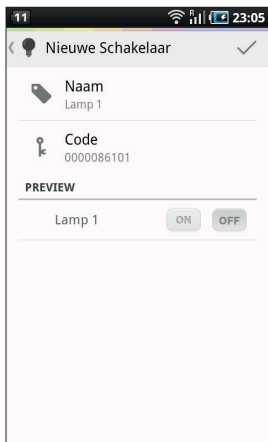 11 R 23:05
Nieuwe Schakelaar
Naam
Lamp 1
Code
0000086101
PREVIEW
Lamp 1 ON OFF